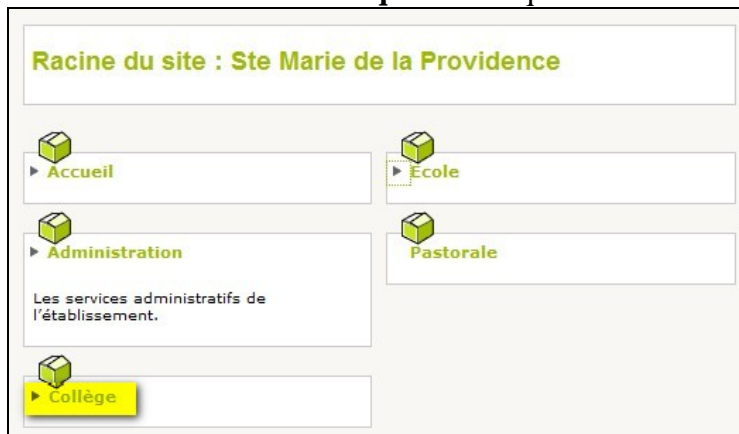 Racine du site : Ste Marie de la Providence
Accueil
Ecole
Administration
Les services administratifs de
l'établissement.
Pastorale
Collège